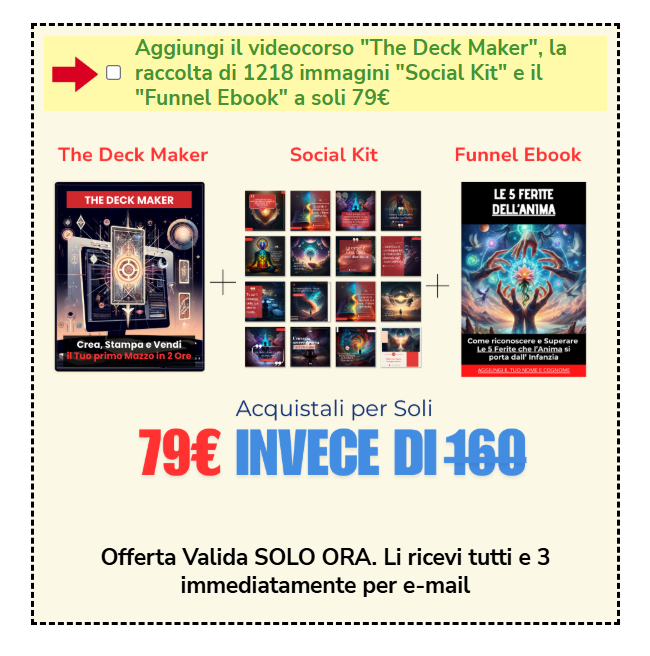 Aggiungi il videocorso "The Deck Maker", la
raccolta di 1218 immagini "Social Kit" e il
"Funnel Ebook" a soli 79€
The Deck Maker
Social Kit
Funnel Ebook
THE DECK MAKER
Crea, Stampa e Vendi
il Tuo primo Mazzo in 2 Ore
LE 5 FERITE
DELL'ANIMA
Come riconoscere e Superare
Le 5 Ferite che l'Anima si
porta dall' Infanzia
AGGIUNGI IL TUO NOME E COGNOME
Acquistali per Soli
79€ INVECE DI 160
Offerta Valida SOLO ORA. Li ricevi tutti e 3
immediatamente per e-mail